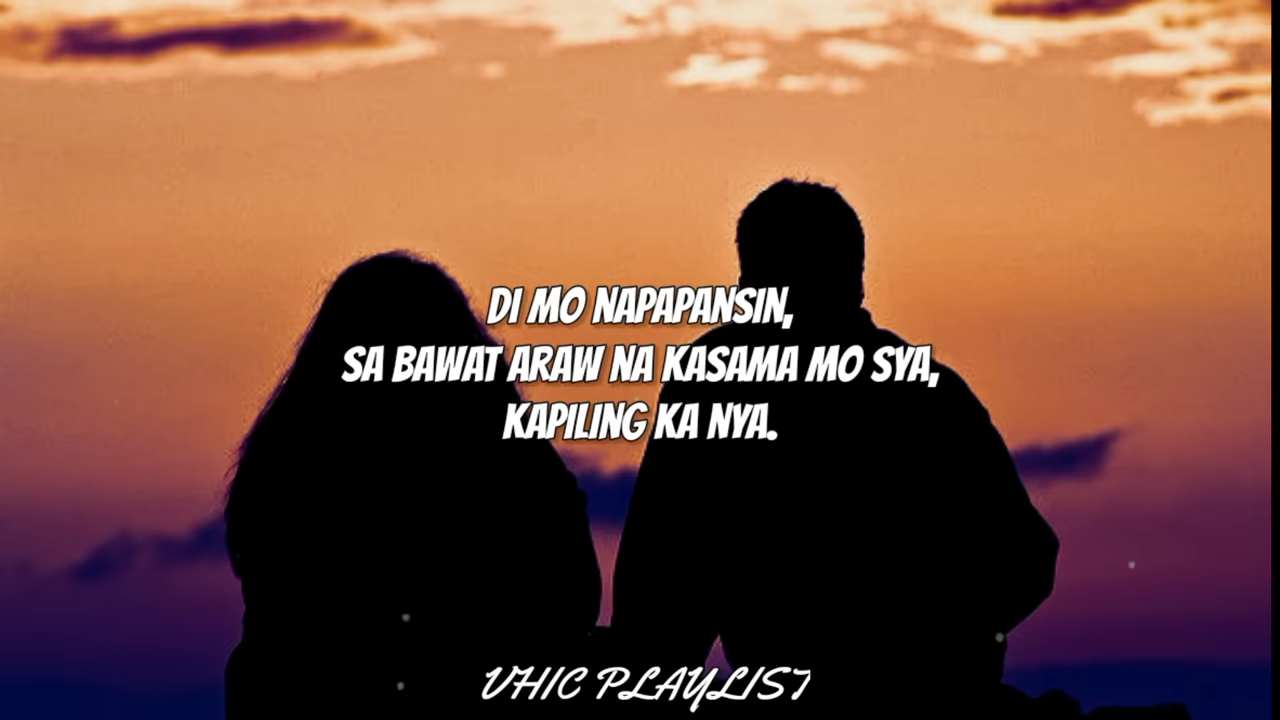 DI MO NAPAPANSIN,
SA BAWAT ARAW NA KASAMA MO SYA,
KAPILING KA NYA.
VHIC PLAYLIST